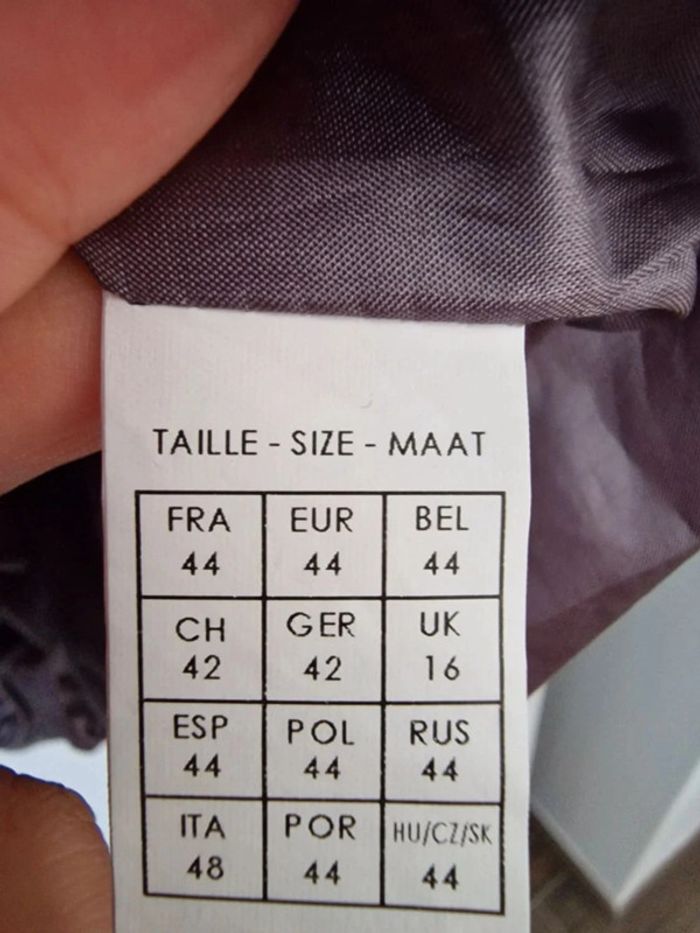 TAILLE - SIZE - MAAT
FRA EUR BEL
44 44 44
CH GER UK
42 42 16
ESP POL RUS
44 44 44
ITA POR HU/CZ/SK
48 44 44